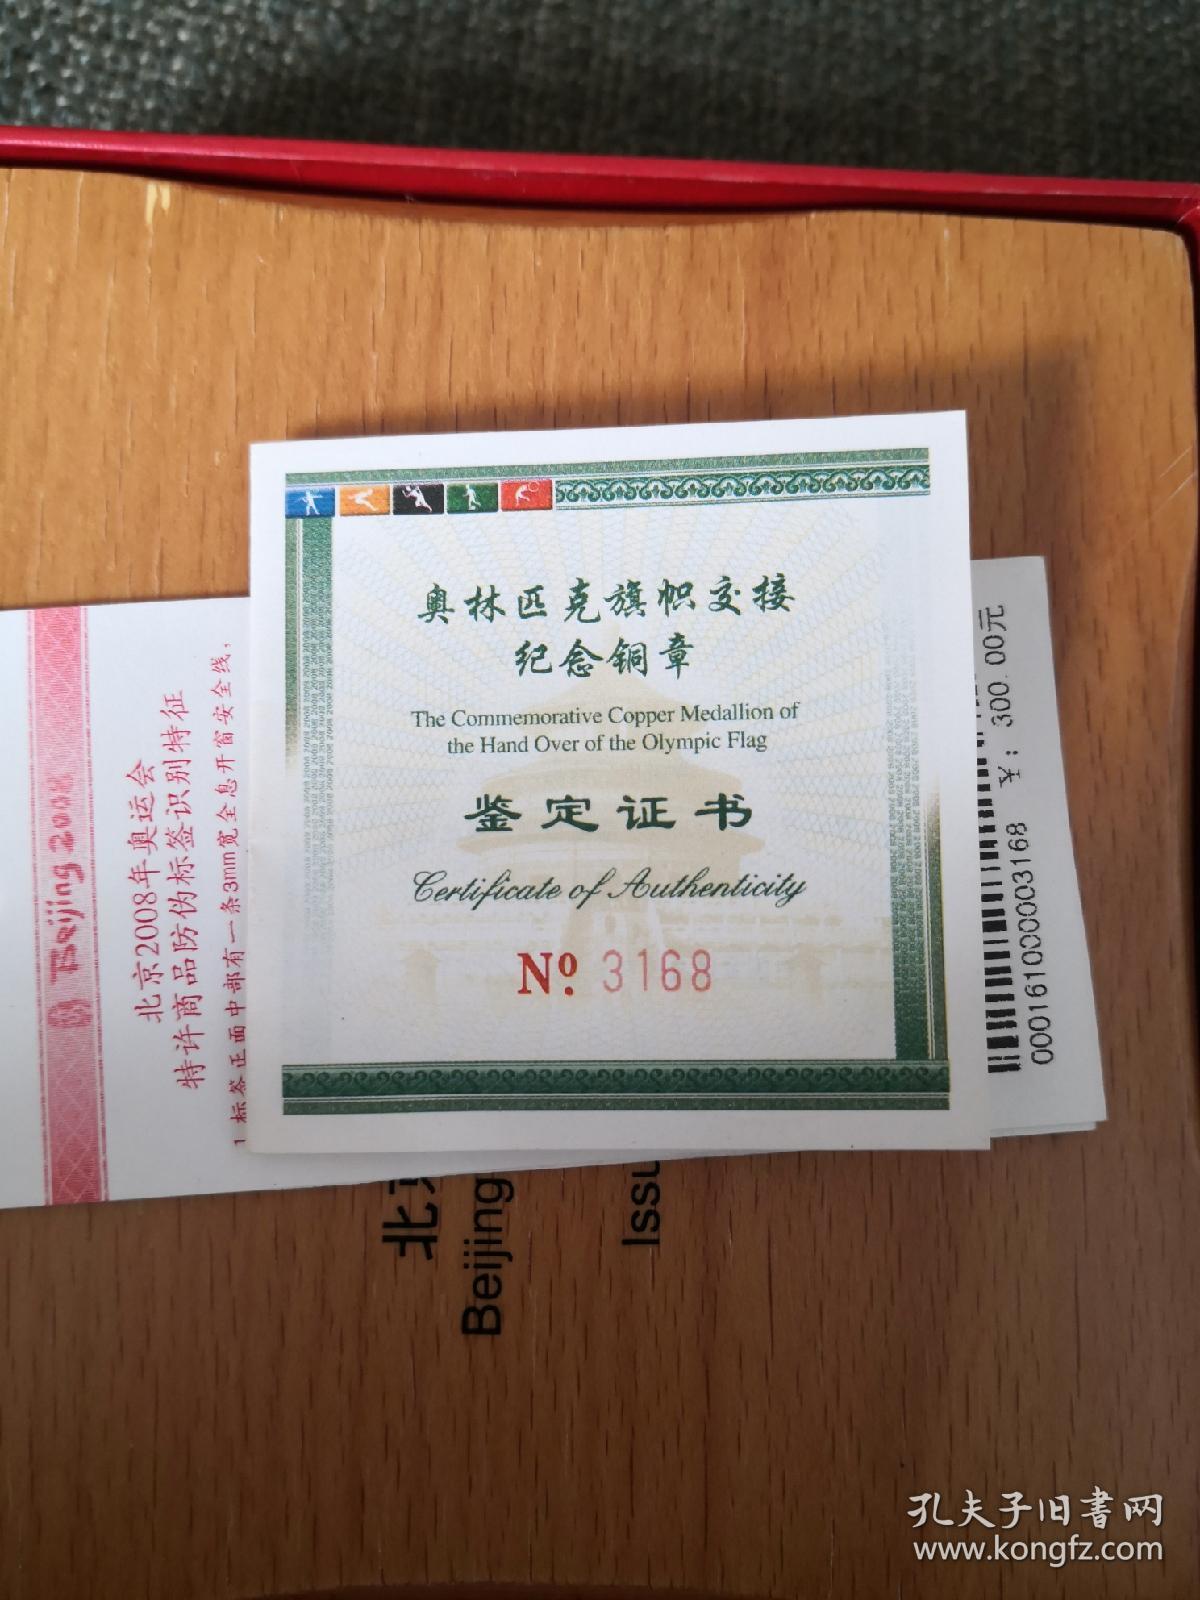 奥林匹克旗帜交接
纪念铜章
The Commemorative Copper Medallion of
the Hand Over of the Olympic Flag
鉴定证书
Certificate of Authenticity
No. 3168
Beijing 2008
北京2008年奥运会
特许商品防伪标签识别特征
1 标签正面中部有一条3mm宽全息开窗安全线,
¥: 300.00元
0001610000003168
北京
Beijing
Issu
孔夫子旧书网
www.kongfz.com